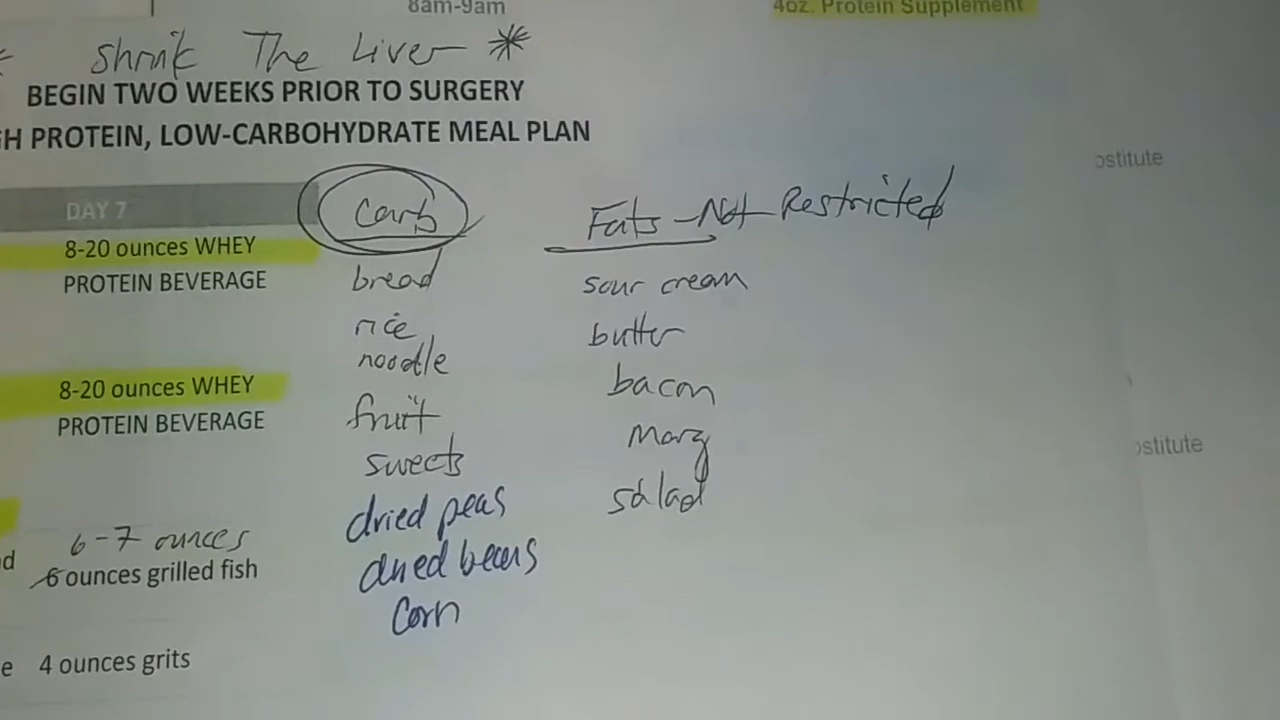 8am-9am
4oz. Protein Supplement
Shrink The Liver *
BEGIN TWO WEEKS PRIOR TO SURGERY
GH PROTEIN, LOW-CARBOHYDRATE MEAL PLAN
ostitute
DAY 7
Carb
Fats - Not Restricted
8-20 ounces WHEY
PROTEIN BEVERAGE
bread
sour cream
rice
butter
noodle
8-20 ounces WHEY
PROTEIN BEVERAGE
bacon
fruit
ostitute
sweets
salad
dried peas
6-7 ounces
d
6 ounces grilled fish
dried beans
Corn
e
4 ounces grits